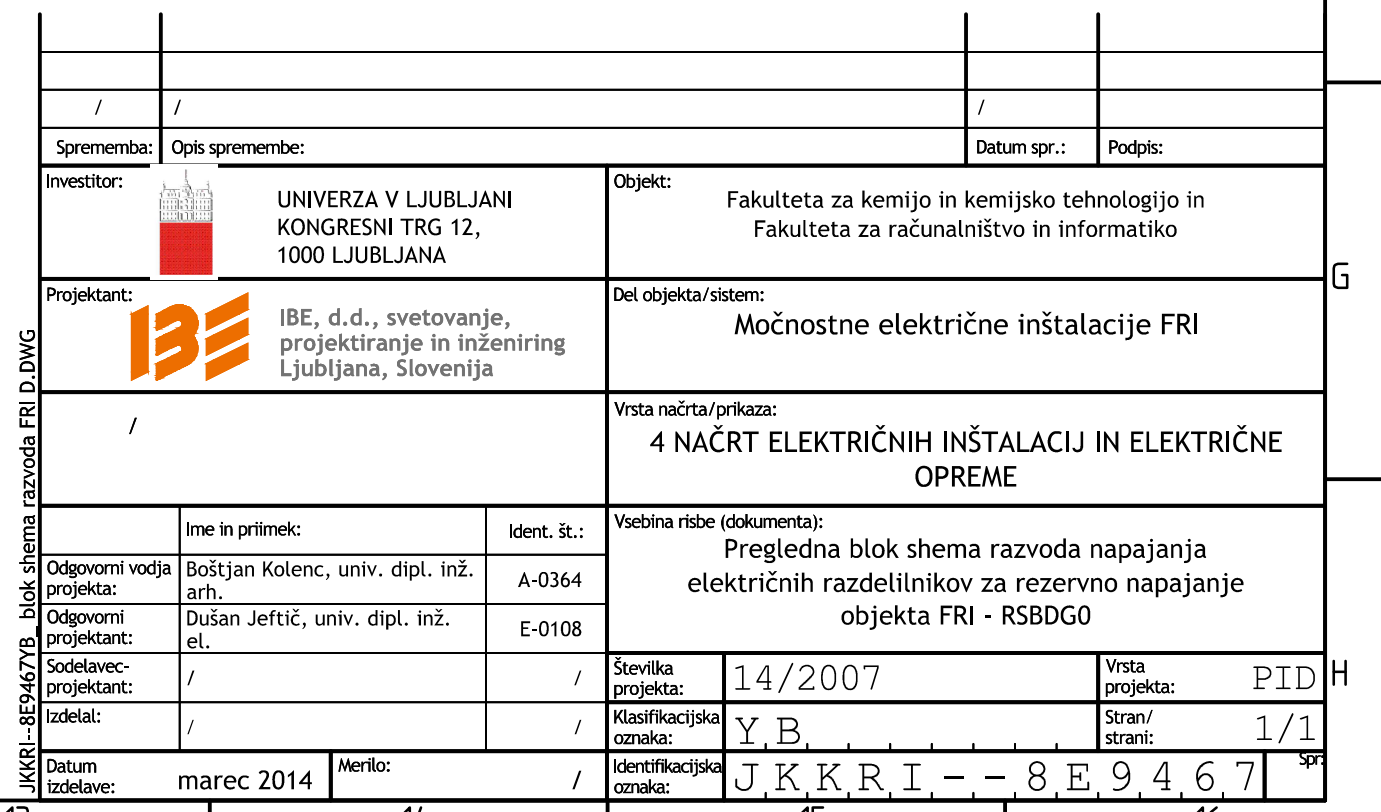 / / /
Sprememba: Opis spremembe: Datum spr.: Podpis:
Investitor:
UNIVERZA V LJUBLJANI
KONGRESNI TRG 12,
1000 LJUBLJANA
Objekt:
Fakulteta za kemijo in kemijsko tehnologijo in
Fakulteta za računalništvo in informatiko
G
Projektant:
IBE
IBE, d.d., svetovanje,
projektiranje in inženiring
Ljubljana, Slovenija
Del objekta/sistem:
Močnostne električne inštalacije FRI
/
Vrsta načrta/prikaza:
4 NAČRT ELEKTRIČNIH INŠTALACIJ IN ELEKTRIČNE
OPREME
Ime in priimek: Ident. št.:
Odgovorni vodja
projekta:
Boštjan Kolenc, univ. dipl. inž.
arh.
A-0364
Odgovorni
projektant:
Dušan Jeftič, univ. dipl. inž.
el.
E-0108
Sodelavec-
projektant:
/ /
Izdelal:
/ /
Datum
izdelave:
marec 2014
Merilo:
/
Vsebina risbe (dokumenta):
Pregledna blok shema razvoda napajanja
električnih razdelilnikov za rezervno napajanje
objekta FRI - RSBDG0
Številka
projekta:
14/2007
Vrsta
projekta:
PID
H
Klasifikacijska
oznaka:
YB
Stran/
strani:
1/1
Identifikacijska
oznaka:
JKKRI--8E9467
Spr:
JKKRI--8E9467YB_ blok shema razvoda FRI D.DWG